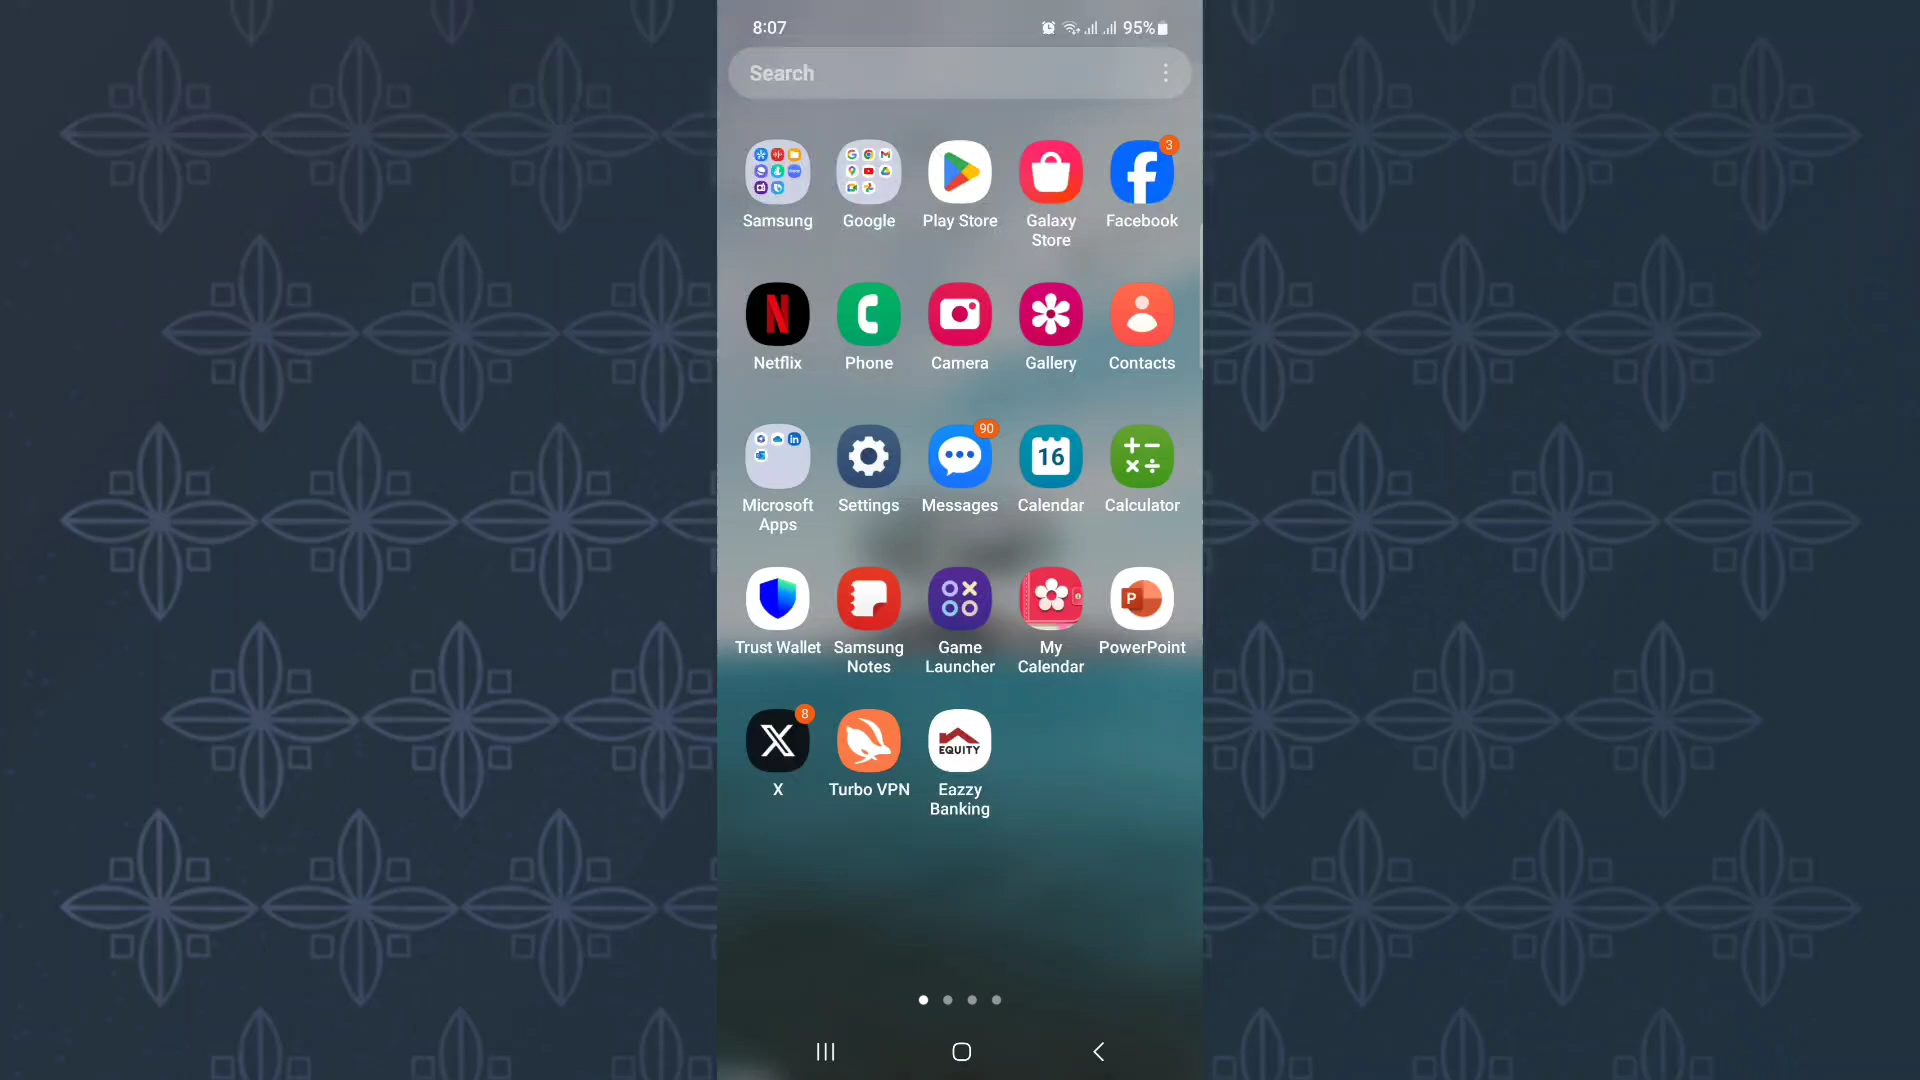 8:07
95%
Search
3
Samsung
Google
Play Store
Galaxy
Store
Facebook
N
Netflix
Phone
Camera
Gallery
Contacts
in
90
16
Microsoft
Apps
Settings
Messages
Calendar
Calculator
P
Trust Wallet
Samsung
Notes
Game
Launcher
My
Calendar
PowerPoint
8
X
EQUITY
X
Turbo VPN
Eazzy
Banking